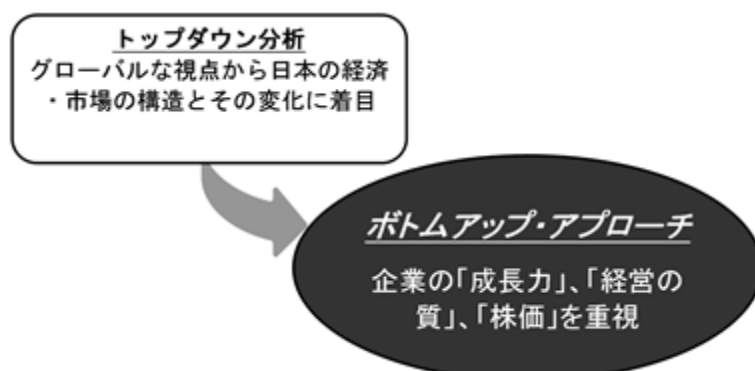 トップダウン分析
グローバルな視点から日本の経済
・市場の構造とその変化に着目
ボトムアップ・アプローチ
企業の「成長力」、「経営の
質」、「株価」を重視